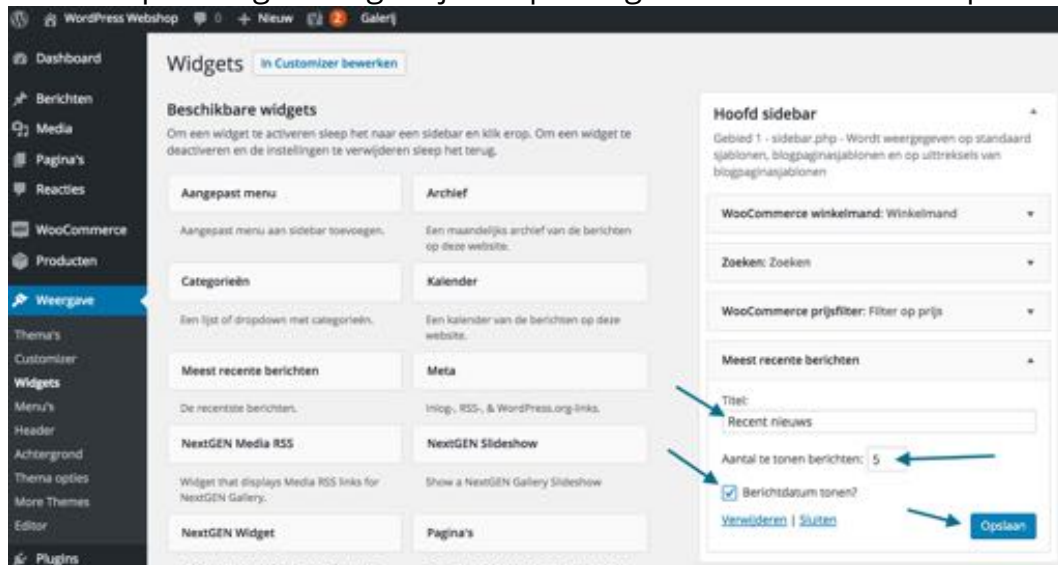 WordPress Webshop 0 + Nieuw 2 Galerij
Dashboard
Berichten
Media
Pagina's
Reacties
WooCommerce
Producten
Weergave
Thema's
Customizer
Widgets
Menu's
Header
Achtergrond
Thema opties
More Themes
Editor
Plugins
Widgets In Customizer bewerken
Beschikbare widgets
Om een widget te activeren sleep het naar een sidebar en klik erop. Om een widget te
deactiveren en de instellingen te verwijderen sleep het terug.
Aangepast menu
Aangepast menu aan sidebar toevoegen.
Archief
Een maandelijks archief van de berichten
op deze website.
Categorieën
Een lijst of dropdown met categorieën.
Kalender
Een kalender van de berichten op deze
website.
Meest recente berichten
De recentste berichten.
Meta
Inlog-, RSS-, & WordPress.org-links.
NextGEN Media RSS
Widget that displays Media RSS links for
NextGEN Gallery.
NextGEN Slideshow
Show a NextGEN Gallery Slideshow
NextGEN Widget
Pagina's
Hoofd sidebar
Gebied 1 - sidebar.php - Wordt weergegeven op standaard
sjablonen, blogpaginasjablonen en op uittreksels van
blogpaginasjablonen
WooCommerce winkelmand: Winkelmand
Zoeken: Zoeken
WooCommerce prijsfilter: Filter op prijs
Meest recente berichten
Titel:
Recent nieuws
Aantal te tonen berichten: 5
Berichtdatum tonen?
Verwijderen | Sluiten
Opslaan